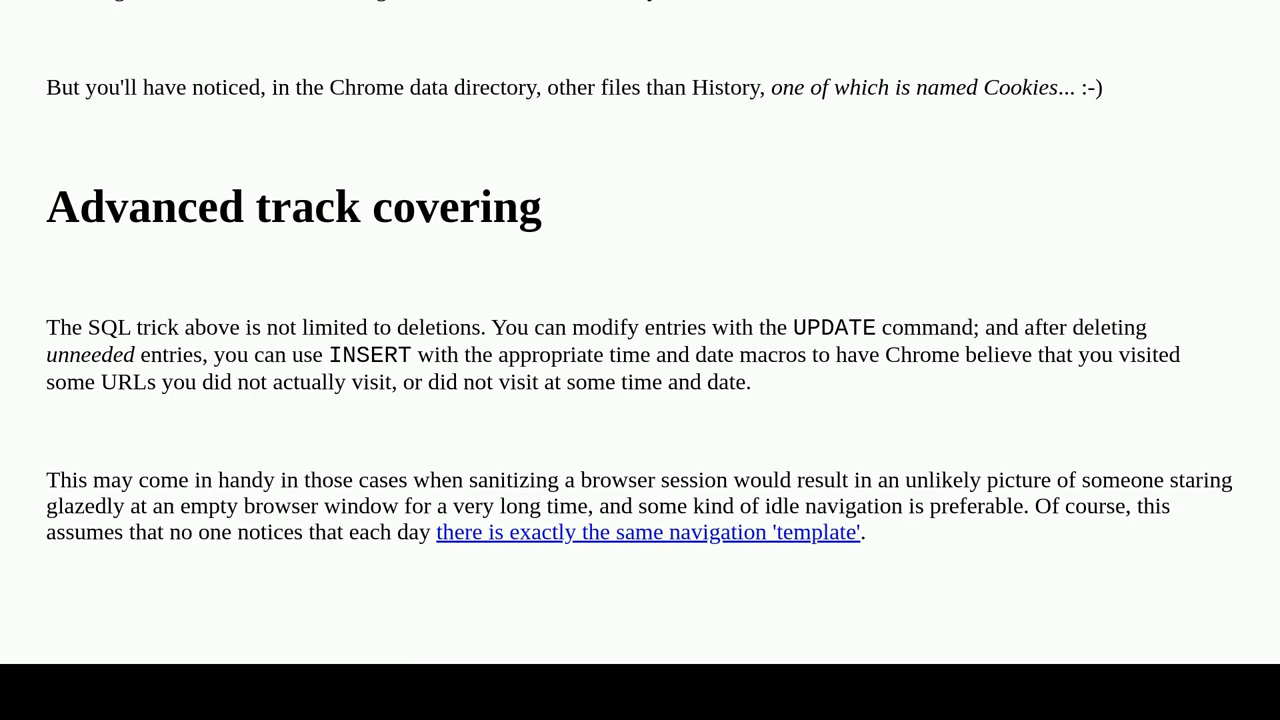 But you'll have noticed, in the Chrome data directory, other files than History, one of which is named Cookies... :-)
Advanced track covering
The SQL trick above is not limited to deletions. You can modify entries with the UPDATE command; and after deleting
unneeded entries, you can use INSERT with the appropriate time and date macros to have Chrome believe that you visited
some URLs you did not actually visit, or did not visit at some time and date.
This may come in handy in those cases when sanitizing a browser session would result in an unlikely picture of someone staring
glazedly at an empty browser window for a very long time, and some kind of idle navigation is preferable. Of course, this
assumes that no one notices that each day there is exactly the same navigation 'template'.